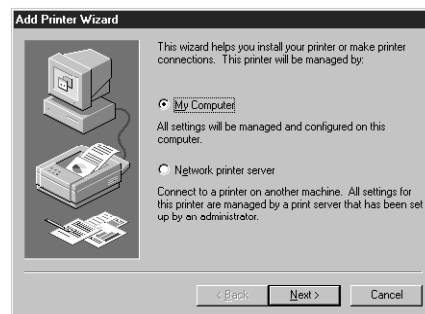 Add Printer Wizard
This wizard helps you install your printer or make printer
connections. This printer will be managed by:
My Computer
All settings will be managed and configured on this
computer.
Network printer server
Connect to a printer on another machine. All settings for
this printer are managed by a print server that has been set
up by an administrator.
< Back
Next >
Cancel